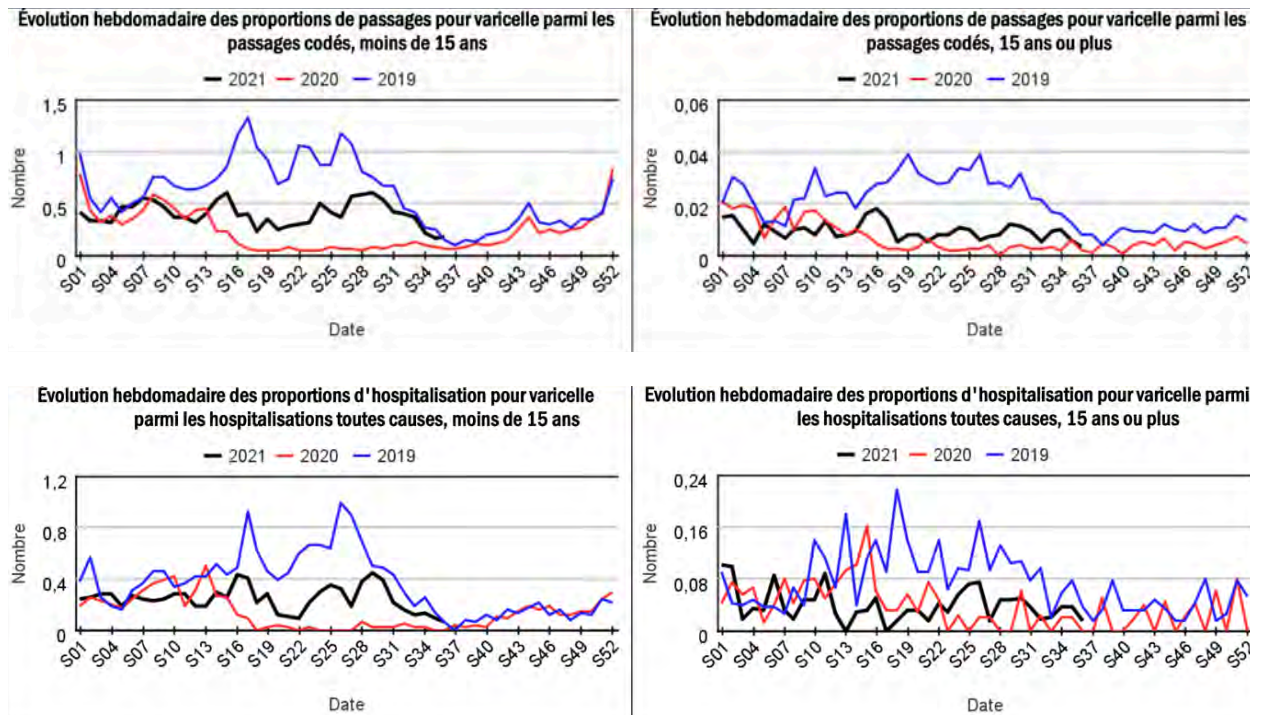 Évolution hebdomadaire des proportions de passages pour varicelle parmi les
passages codés, moins de 15 ans
2021 2020 2019
1,5
1
0,5
0
Nombre
S01 S04 S07 S10 S13 S16 S19 S22 S25 S28 S31 S34 S37 S40 S43 S46 S49 S52
Date
Évolution hebdomadaire des proportions de passages pour varicelle parmi les
passages codés, 15 ans ou plus
2021 2020 2019
0,06
0,04
0,02
0
Nombre
S01 S04 S07 S10 S13 S16 S19 S22 S25 S28 S31 S34 S37 S40 S43 S46 S49 S52
Date
Evolution hebdomadaire des proportions d'hospitalisation pour varicelle
parmi les hospitalisations toutes causes, moins de 15 ans
2021 2020 2019
1,2
0,8
0,4
0
Nombre
S01 S04 S07 S10 S13 S16 S19 S22 S25 S28 S31 S34 S37 S40 S43 S46 S49 S52
Date
Evolution hebdomadaire des proportions d'hospitalisation pour varicelle parmi
les hospitalisations toutes causes, 15 ans ou plus
2021 2020 2019
0,24
0,16
0,08
0
Nombre
S01 S04 S07 S10 S13 S16 S19 S22 S25 S28 S31 S34 S37 S40 S43 S46 S49 S52
Date